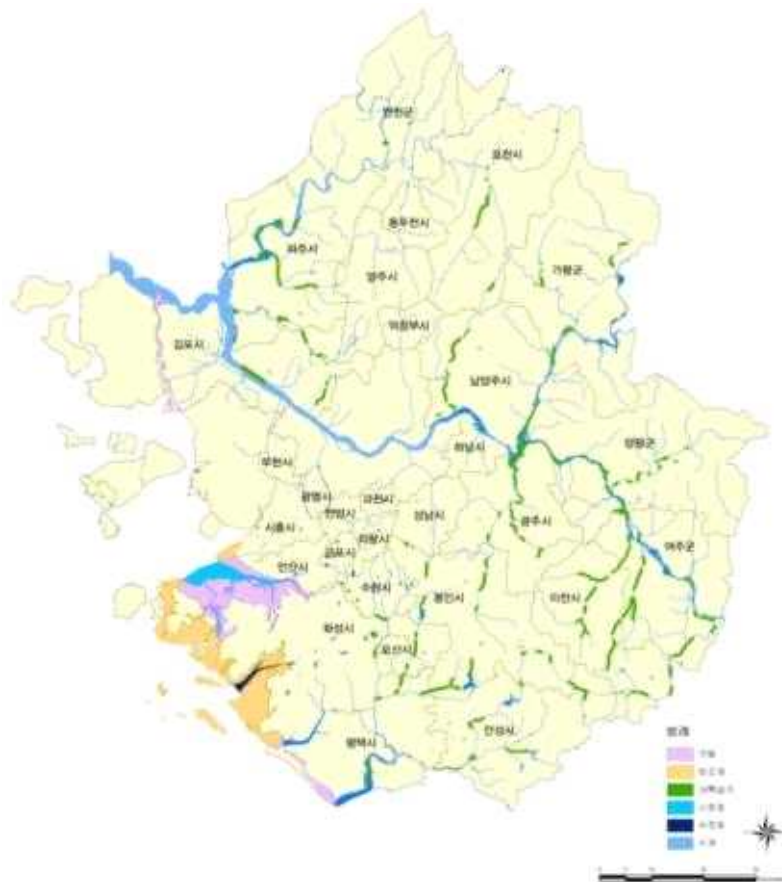 연천군
포천시
동두천시
파주시
양주시
가평군
의정부시
김포시
남양주시
하남시
양평군
부천시
광명시
과천시
안양시
성남시
광주시
시흥시
의왕시
군포시
여주군
안산시
수원시
용인시
이천시
화성시
오산시
안성시
평택시
범례